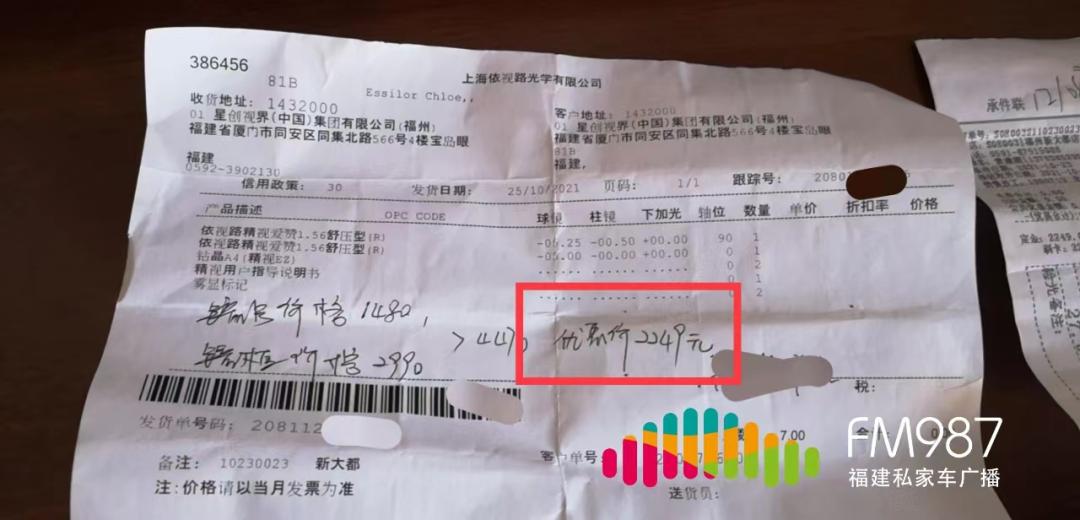 386456
81B
上海依视路光学有限公司
Essilor Chloe,,
收货地址: 1432000
01 星创视界(中国)集团有限公司(福州)
福建省厦门市同安区同集北路566号4楼宝岛眼
福建
0592-3902130
客户地址: 1432000
01 星创视界(中国)集团有限公司(福州)
福建省厦门市同安区同集北路566号4楼宝岛眼
81B
福建,
信用政策: 30 发货日期: 25/10/2021 页码: 1/1 跟踪号: 2080
产品描述 OPC CODE 球镜 柱镜 下加光 轴位 数量 单价 折扣率 价格
依视路精视爱赞1.56舒压型(R) -00.50 +00.00 90 1
依视路精视爱赞1.56舒压型(R) -00.00 +00.00 0 1
钻晶A4(精视EZ) 0 2
精视用户指导说明书 0 1
雾显标记 0 2
价格1480,
价格2990
优惠价2249元
税:
发货单号码: 208112
7.00
客户单号:
备注: 10230023 新大都
注:价格请以当月发票为准
送货员:
承件联
FM987
福建私家车广播